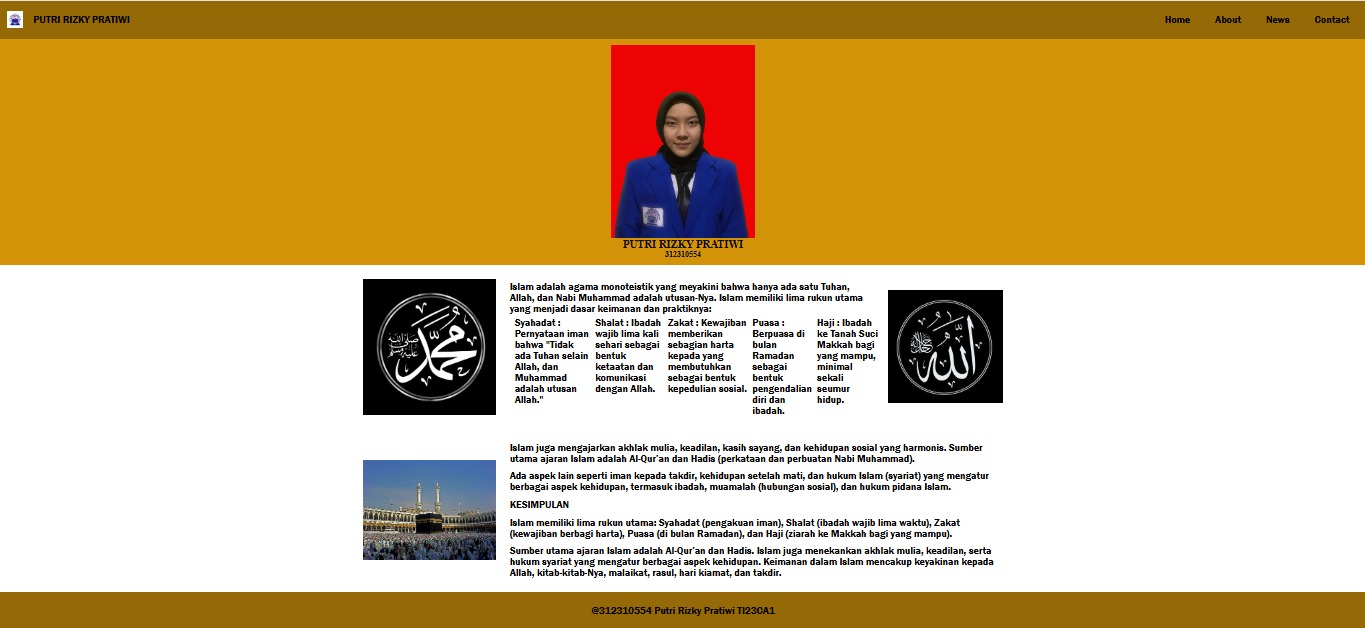 PUTRI RIZKY PRATIWI
Home About News Contact
PUTRI RIZKY PRATIWI
312310554
محمد
صلى الله عليه وسلم
Islam adalah agama monoteistik yang meyakini bahwa hanya ada satu Tuhan,
Allah, dan Nabi Muhammad adalah utusan-Nya. Islam memiliki lima rukun utama
yang menjadi dasar keimanan dan praktiknya:
Syahadat :
Pernyataan iman
bahwa "Tidak
ada Tuhan selain
Allah, dan
Muhammad
adalah utusan
Allah."
Shalat : Ibadah
wajib lima kali
sehari sebagai
bentuk
ketaatan dan
komunikasi
dengan Allah.
Zakat : Kewajiban
memberikan
sebagian harta
kepada yang
membutuhkan
sebagai bentuk
kepedulian sosial.
Puasa :
Berpuasa di
bulan
Ramadan
sebagai
bentuk
pengendalian
diri dan
ibadah.
Haji : Ibadah
ke Tanah Suci
Makkah bagi
yang mampu,
minimal
sekali
seumur
hidup.
الله
جل جلاله
Islam juga mengajarkan akhlak mulia, keadilan, kasih sayang, dan kehidupan sosial yang harmonis. Sumber
utama ajaran Islam adalah Al-Qur'an dan Hadis (perkataan dan perbuatan Nabi Muhammad).
Ada aspek lain seperti iman kepada takdir, kehidupan setelah mati, dan hukum Islam (syariat) yang mengatur
berbagai aspek kehidupan, termasuk ibadah, muamalah (hubungan sosial), dan hukum pidana Islam.
KESIMPULAN
Islam memiliki lima rukun utama: Syahadat (pengakuan iman), Shalat (ibadah wajib lima waktu), Zakat
(kewajiban berbagi harta), Puasa (di bulan Ramadan), dan Haji (ziarah ke Makkah bagi yang mampu).
Sumber utama ajaran Islam adalah Al-Qur'an dan Hadis. Islam juga menekankan akhlak mulia, keadilan, serta
hukum syariat yang mengatur berbagai aspek kehidupan. Keimanan dalam Islam mencakup keyakinan kepada
Allah, kitab-kitab-Nya, malaikat, rasul, hari kiamat, dan takdir.
@312310554 Putri Rizky Pratiwi TI23CA1